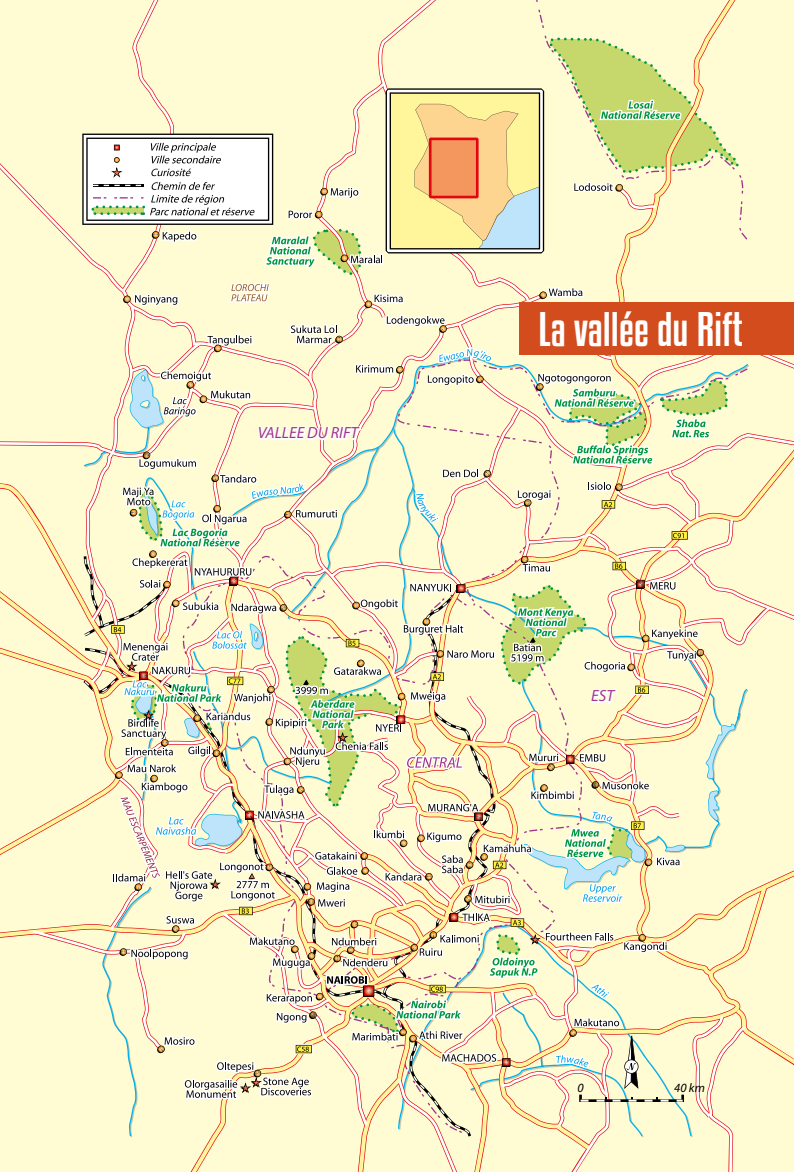 Losai
National Réserve
Ville principale
Ville secondaire
Curiosité
Chemin de fer
Limite de région
Parc national et réserve
Lodosoit
Marijo
Poror
Kapedo
Maralal
National
Sanctuary
Maralal
LOROCHI
PLATEAU
Nginyang
Kisima
Wamba
La vallée du Rift
Lodengokwe
Sukuta Lol
Marmar
Tangulbei
Ewaso Ng'iro
Kirimum
Longopito
Ngotogongoron
Chemoigut
Mukutan
Lac
Baringo
Samburu
National Réserve
Shaba
Nat. Res
VALLEE DU RIFT
Buffalo Springs
National Réserve
Logumukum
Tandaro
Den Dol
Isiolo
Maji Ya
Moto
Lac
Bogoria
Ewaso Narok
Nanyuki
Lorogai
A2
Ol Ngarua
Rumuruti
Lac Bogoria
National Réserve
C91
Chepkererat
Timau
B6
NYAHURURU
Solai
NANYUKI
MERU
Subukia
Ndaragwa
Ongobit
Mont Kenya
National
Parc
B4
Burguret Halt
Lac Ol
Bolossat
Kanyekine
Menengai
Crater
B5
Batian
5199 m
Tunyai
NAKURU
Gatarakwa
Naro Moru
Chogoria
Lac
Nakuru
Nakuru
National Park
C77
A2
3999 m
B6
EST
Wanjohi
Mweiga
Aberdare
National
Park
Kariandus
Birdlife
Sanctuary
Kipipiri
NYERI
Chenia Falls
Elmenteita
Gilgil
Ndunyu
Njeru
CENTRAL
Mururi
EMBU
Mau Narok
Kiambogo
Tulaga
Kimbimbi
Musonoke
MAU ESCARPEMENTS
Lac
Naivasha
NAIVASHA
MURANG'A
Tana
B7
Ikumbi
Kigumo
Mwea
National
Réserve
Kamahuha
Gatakaini
Saba
Saba
A2
Kivaa
Longonot
Glakoe
Kandara
Ildamai
Hell's Gate
Njorowa
Gorge
2777 m
Longonot
Magina
Upper
Reservoir
Mweri
Mitubiri
B3
THIKA
A3
Suswa
Fourtheen Falls
Kangondi
Makutano
Ndumberi
Kalimoni
Noolpopong
Muguga
Ndenderu
Ruiru
Oldoinyo
Sapuk N.P
NAIROBI
Athi
C98
Kerarapon
Ngong
Nairobi
National Park
Makutano
Marimbati
Athi River
Mosiro
C58
MACHADOS
Thwake
Oltepesi
N
Olorgasailie
Monument
Stone Age
Discoveries
0
40 km